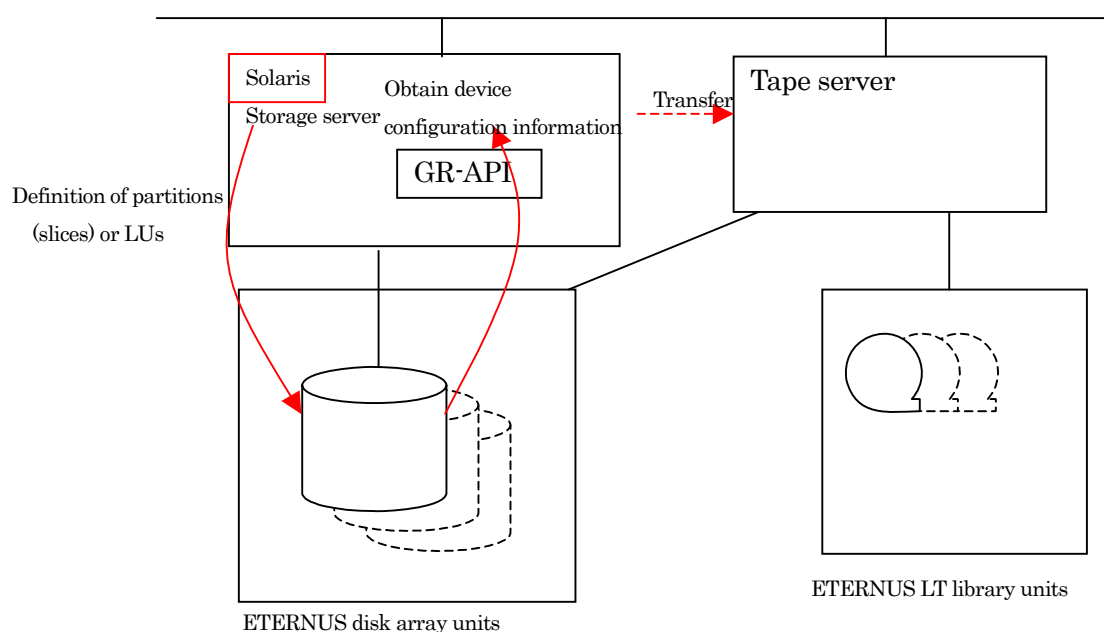 Solaris
Storage server
Obtain device
configuration information
GR-API
Transfer
Tape server
Definition of partitions
(slices) or LUs
ETERNUS LT library units
ETERNUS disk array units